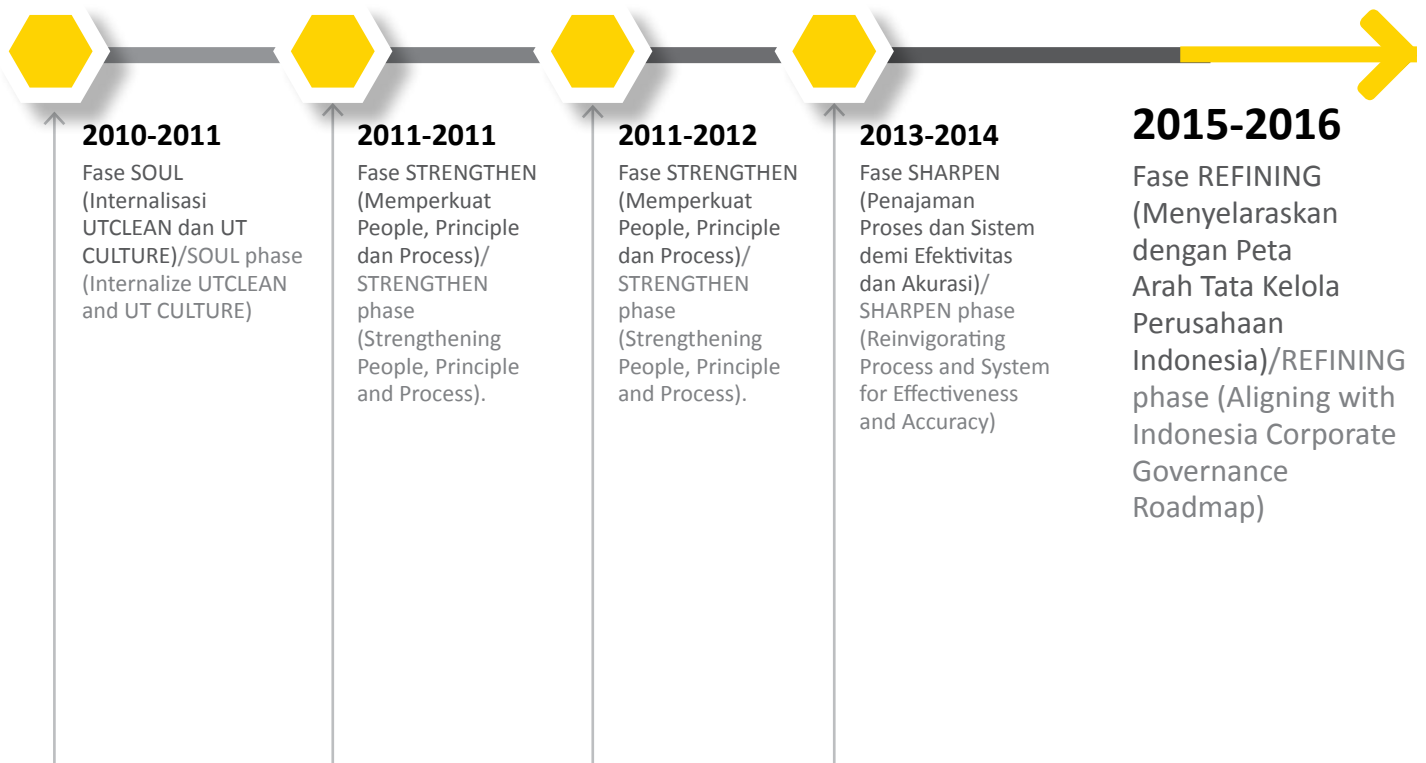 2010-2011
Fase SOUL
(Internalisasi
UTCLEAN dan UT
CULTURE)/SOUL phase
(Internalize UTCLEAN
and UT CULTURE)
2011-2011
Fase STRENGTHEN
(Memperkuat
People, Principle
dan Process)/
STRENGTHEN
phase
(Strengthening
People, Principle
and Process).
2011-2012
Fase STRENGTHEN
(Memperkuat
People, Principle
dan Process)/
STRENGTHEN
phase
(Strengthening
People, Principle
and Process).
2013-2014
Fase SHARPEN
(Penajaman
Proses dan Sistem
demi Efektivitas
dan Akurasi)/
SHARPEN phase
(Reinvigorating
Process and System
for Effectiveness
and Accuracy)
2015-2016
Fase REFINING
(Menyelaraskan
dengan Peta
Arah Tata Kelola
Perusahaan
Indonesia)/REFINING
phase (Aligning with
Indonesia Corporate
Governance
Roadmap)